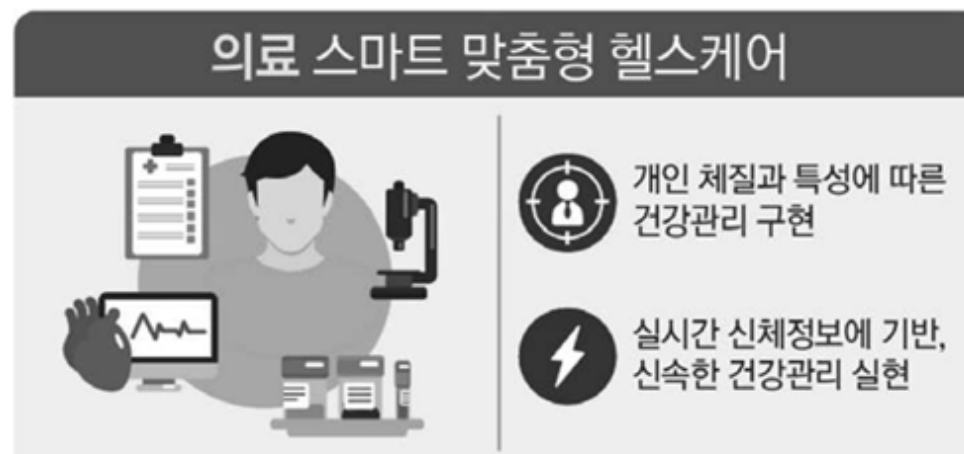 의료 스마트 맞춤형 헬스케어
개인 체질과 특성에 따른
건강관리 구현
실시간 신체정보에 기반,
신속한 건강관리 실현